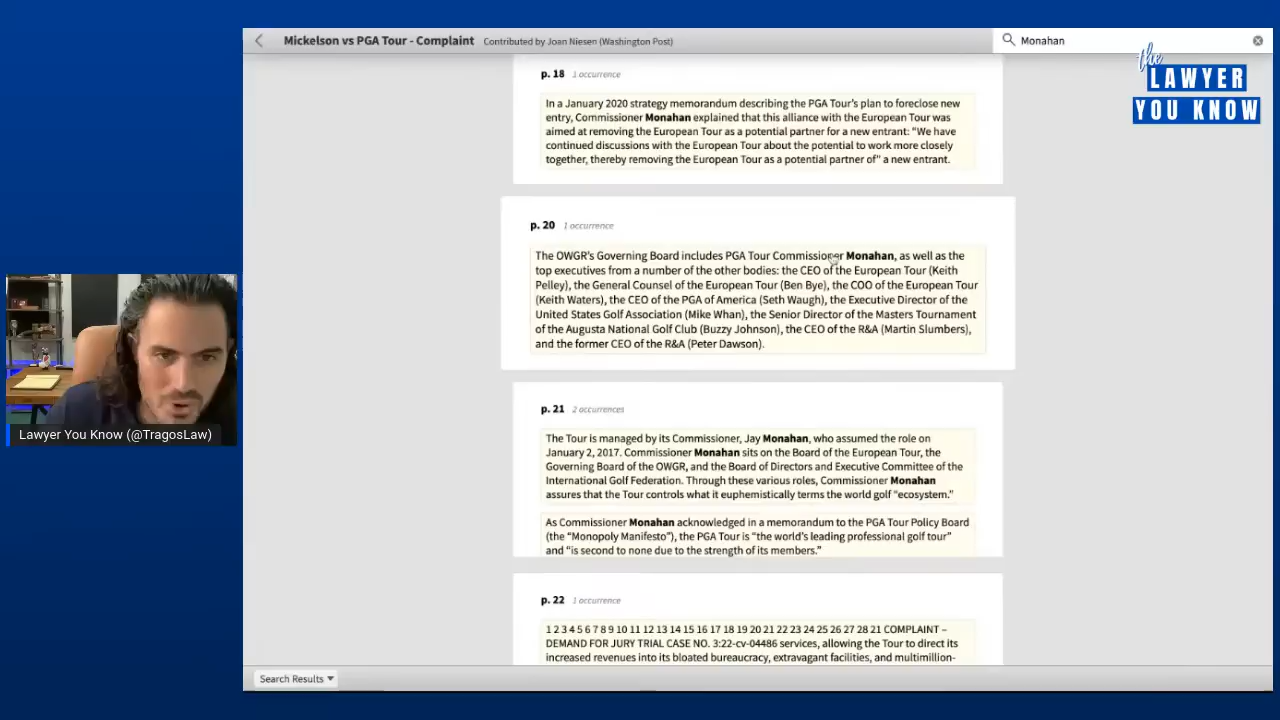 Mickelson vs PGA Tour - Complaint Contributed by Joan Niesen (Washington Post)
Monahan
the
LAWYER
YOU KNOW
p. 18 1 occurrence
In a January 2020 strategy memorandum describing the PGA Tour's plan to foreclose new
entry, Commissioner Monahan explained that this alliance with the European Tour was
aimed at removing the European Tour as a potential partner for a new entrant: "We have
continued discussions with the European Tour about the potential to work more closely
together, thereby removing the European Tour as a potential partner of" a new entrant.
p. 20 1 occurrence
The OWGR's Governing Board includes PGA Tour Commissioner Monahan, as well as the
top executives from a number of the other bodies: the CEO of the European Tour (Keith
Pelley), the General Counsel of the European Tour (Ben Bye), the COO of the European Tour
(Keith Waters), the CEO of the PGA of America (Seth Waugh), the Executive Director of the
United States Golf Association (Mike Whan), the Senior Director of the Masters Tournament
of the Augusta National Golf Club (Buzzy Johnson), the CEO of the R&A (Martin Slumbers),
and the former CEO of the R&A (Peter Dawson).
p. 21 2 occurrences
The Tour is managed by its Commissioner, Jay Monahan, who assumed the role on
January 2, 2017. Commissioner Monahan sits on the Board of the European Tour, the
Governing Board of the OWGR, and the Board of Directors and Executive Committee of the
International Golf Federation. Through these various roles, Commissioner Monahan
assures that the Tour controls what it euphemistically terms the world golf "ecosystem."
As Commissioner Monahan acknowledged in a memorandum to the PGA Tour Policy Board
(the "Monopoly Manifesto"), the PGA Tour is "the world's leading professional golf tour"
and "is second to none due to the strength of its members."
p. 22 1 occurrence
1 2 3 4 5 6 7 8 9 10 11 12 13 14 15 16 17 18 19 20 21 22 23 24 25 26 27 28 21 COMPLAINT –
DEMAND FOR JURY TRIAL CASE NO. 3:22-cv-04486 services, allowing the Tour to direct its
increased revenues into its bloated bureaucracy, extravagant facilities, and multimillion-
Search Results
Lawyer You Know (@TragosLaw)